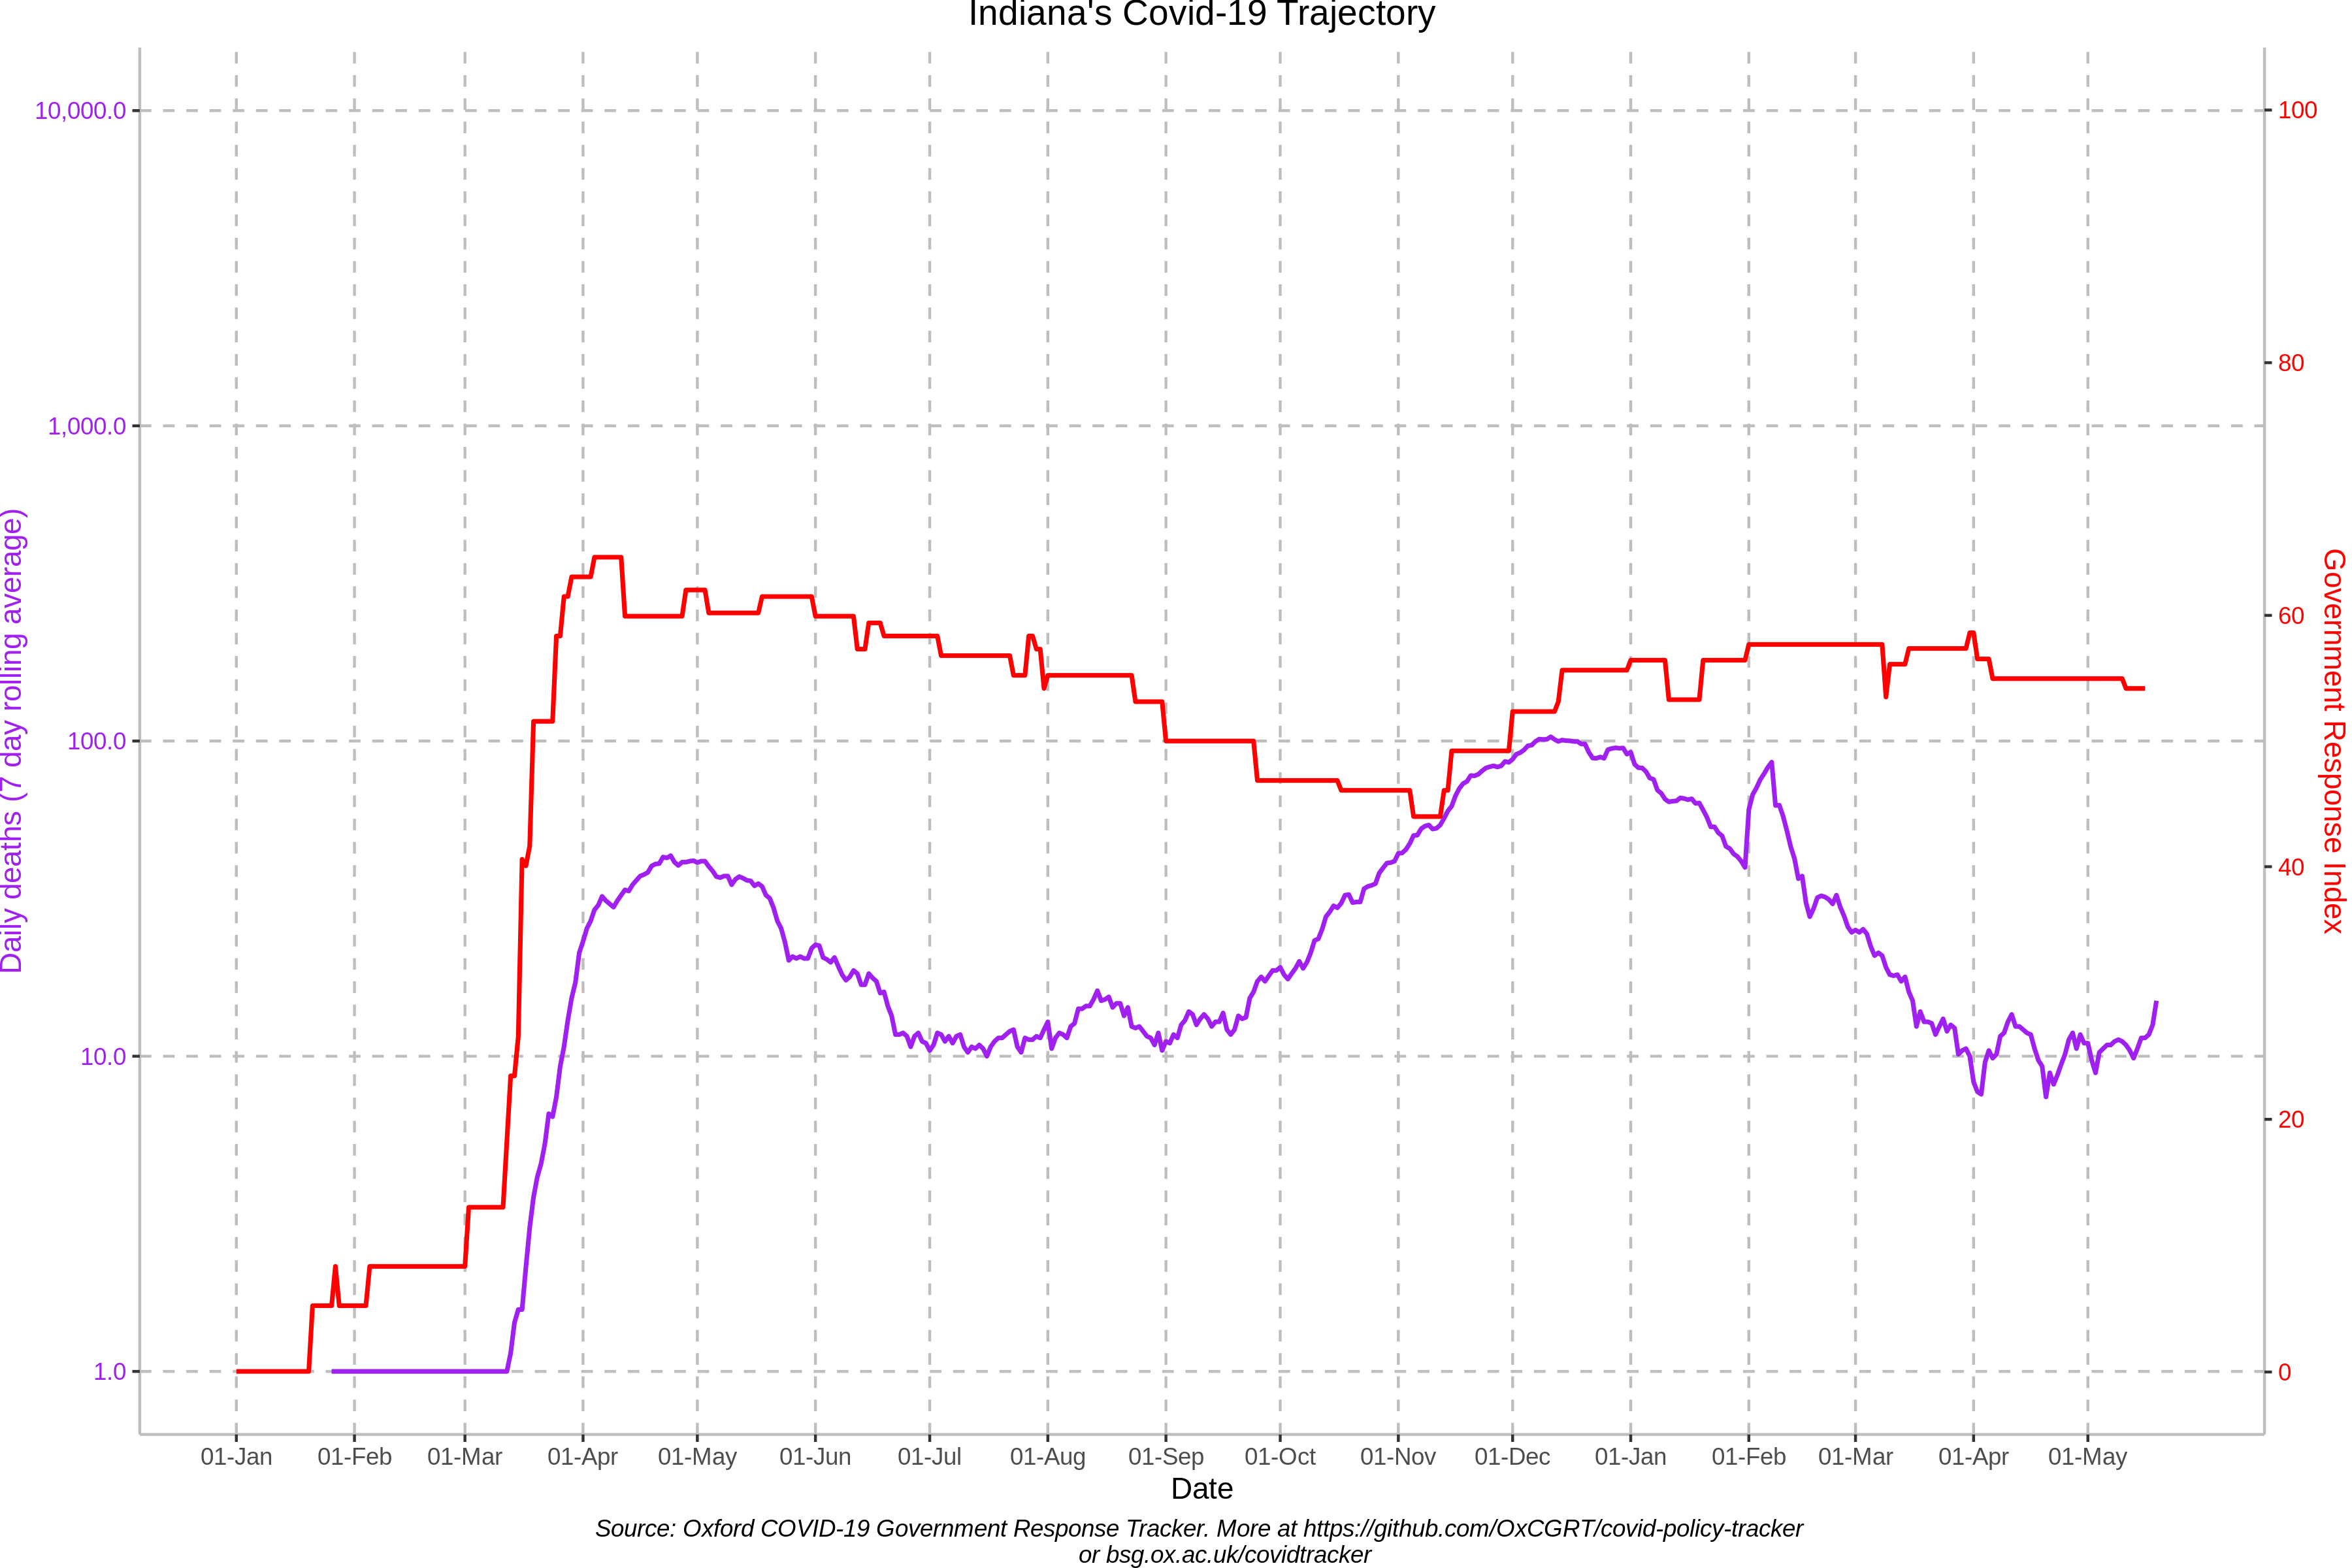 Indiana's Covid-19 Trajectory
10,000.0
1,000.0
100.0
10.0
1.0
Daily deaths (7 day rolling average)
100
80
60
40
20
0
Government Response Index
01-Jan 01-Feb 01-Mar 01-Apr 01-May 01-Jun 01-Jul 01-Aug 01-Sep 01-Oct 01-Nov 01-Dec 01-Jan 01-Feb 01-Mar 01-Apr 01-May
Date
Source: Oxford COVID-19 Government Response Tracker. More at https://github.com/OxCGRT/covid-policy-tracker
or bsg.ox.ac.uk/covidtracker